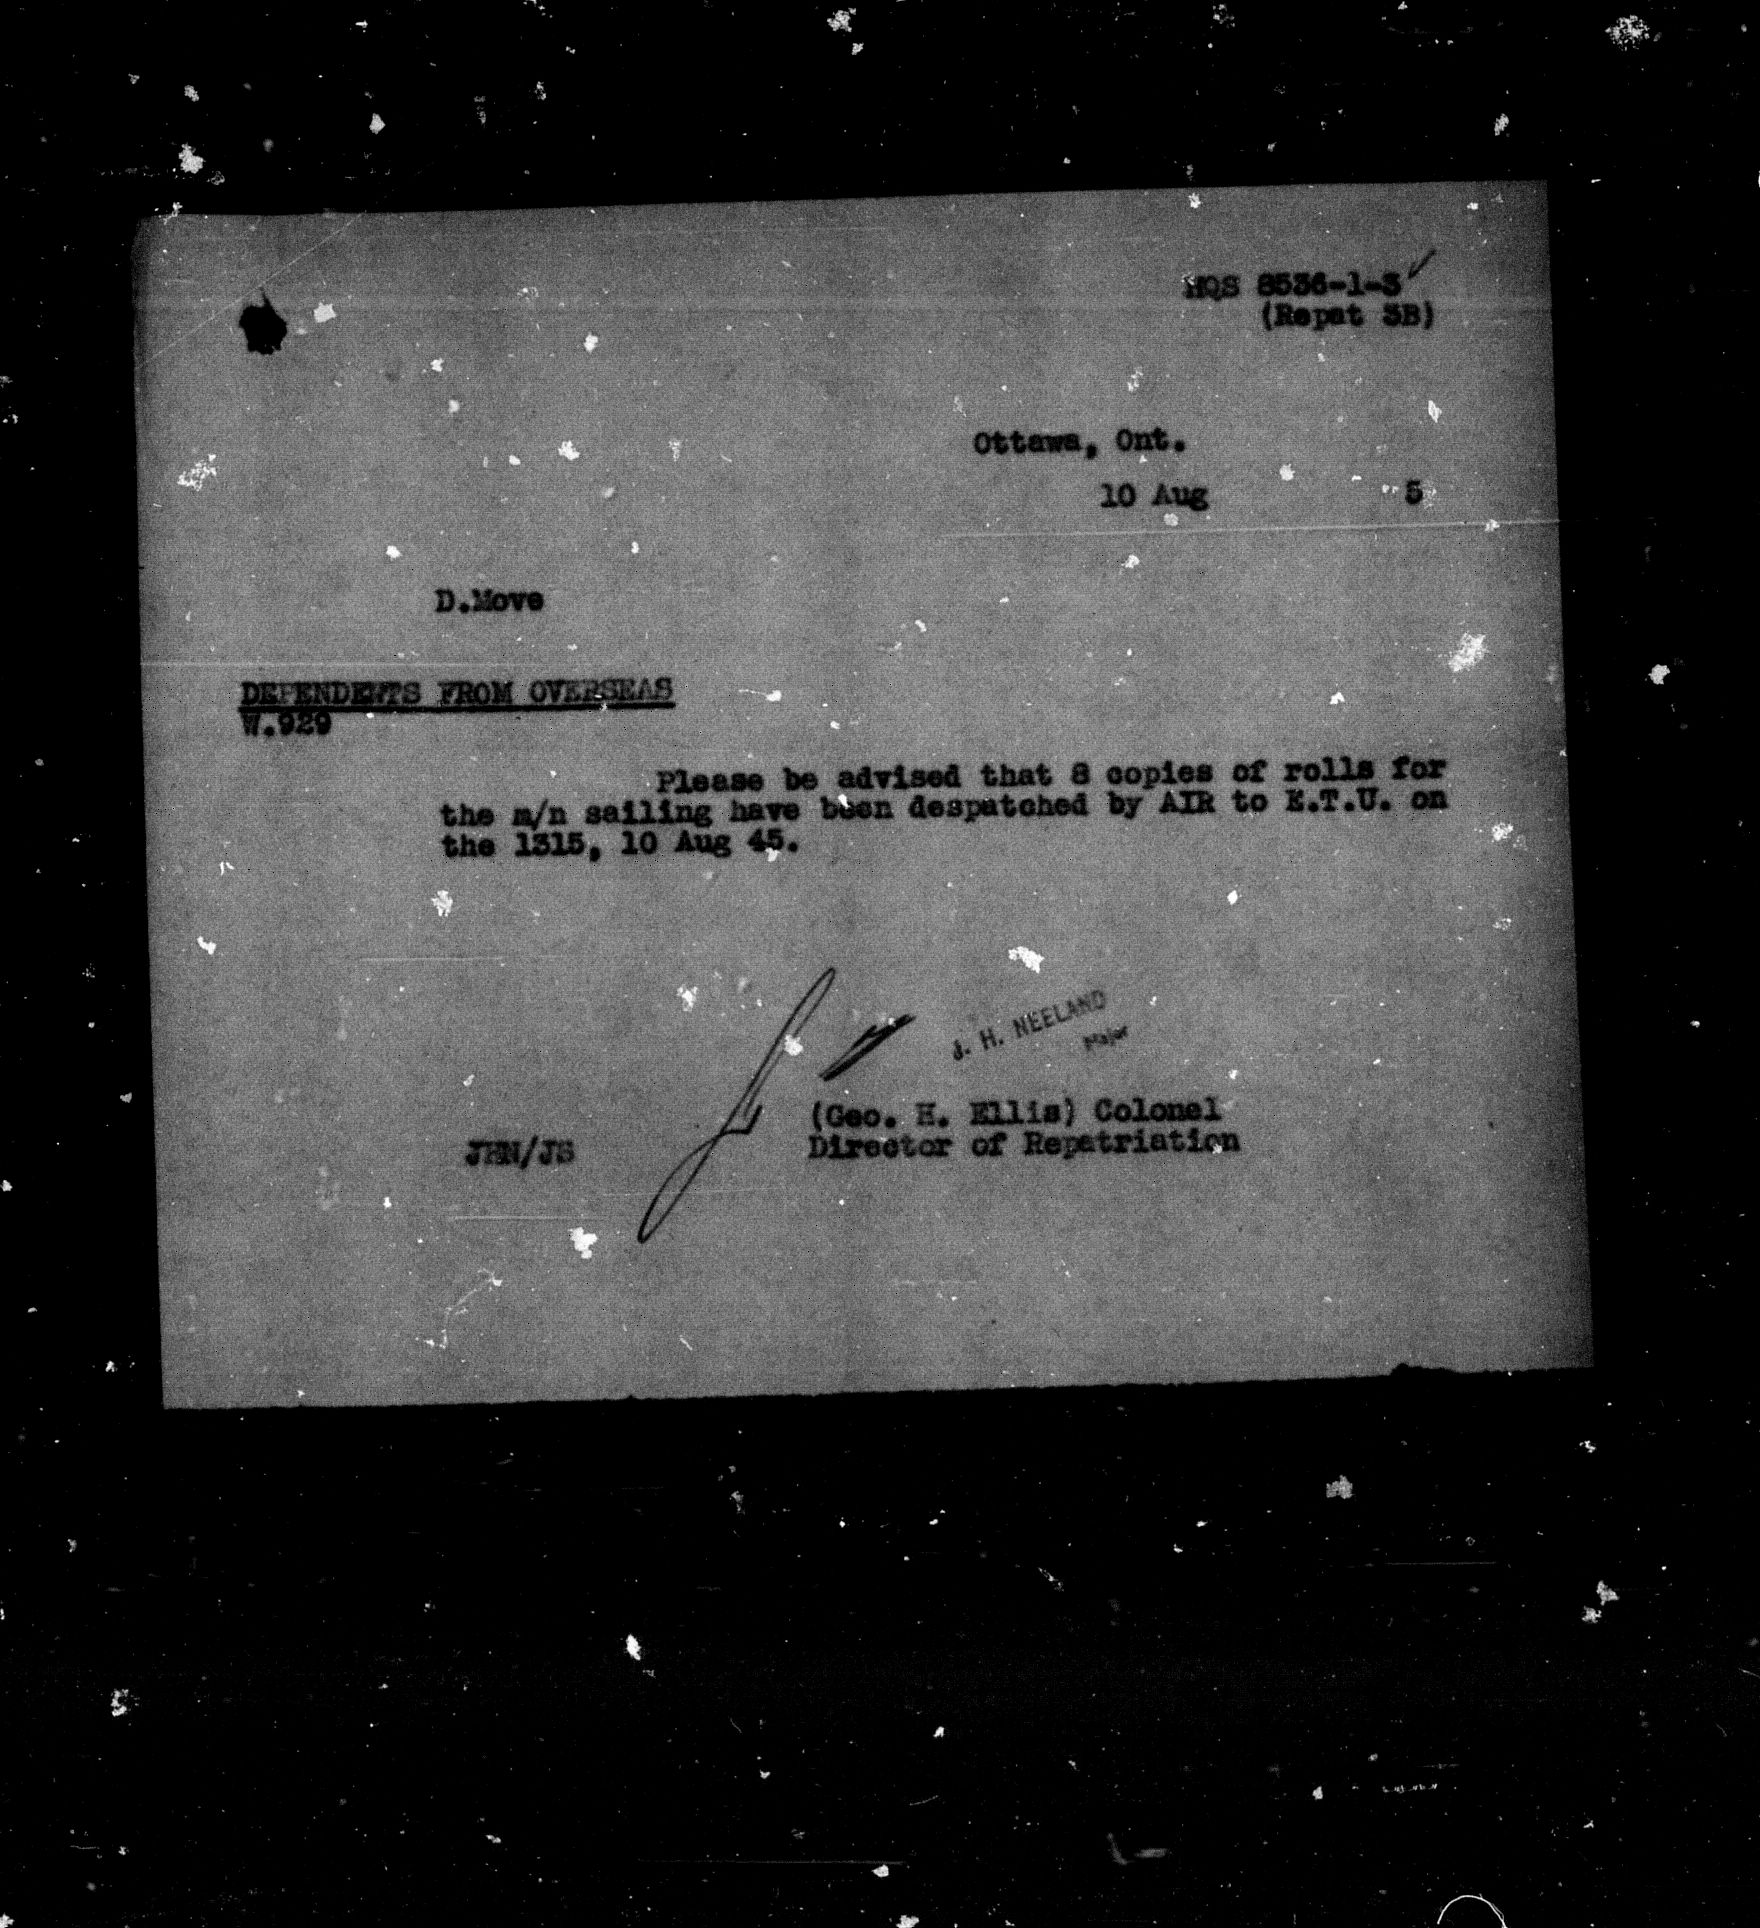 HQS 8536-1-3
(Repat 3B)
Ottawa, Ont.
10 Aug 5
D.Move
DEPENDENTS FROM OVERSEAS
W.929
Please be advised that 8 copies of rolls for
the m/n sailing have been despatched by AIR to E.T.U. on
the 1315, 10 Aug 45.
J. H. NEELAND
Major
(Geo. H. Ellis) Colonel
JHN/JS
Director of Repatriation